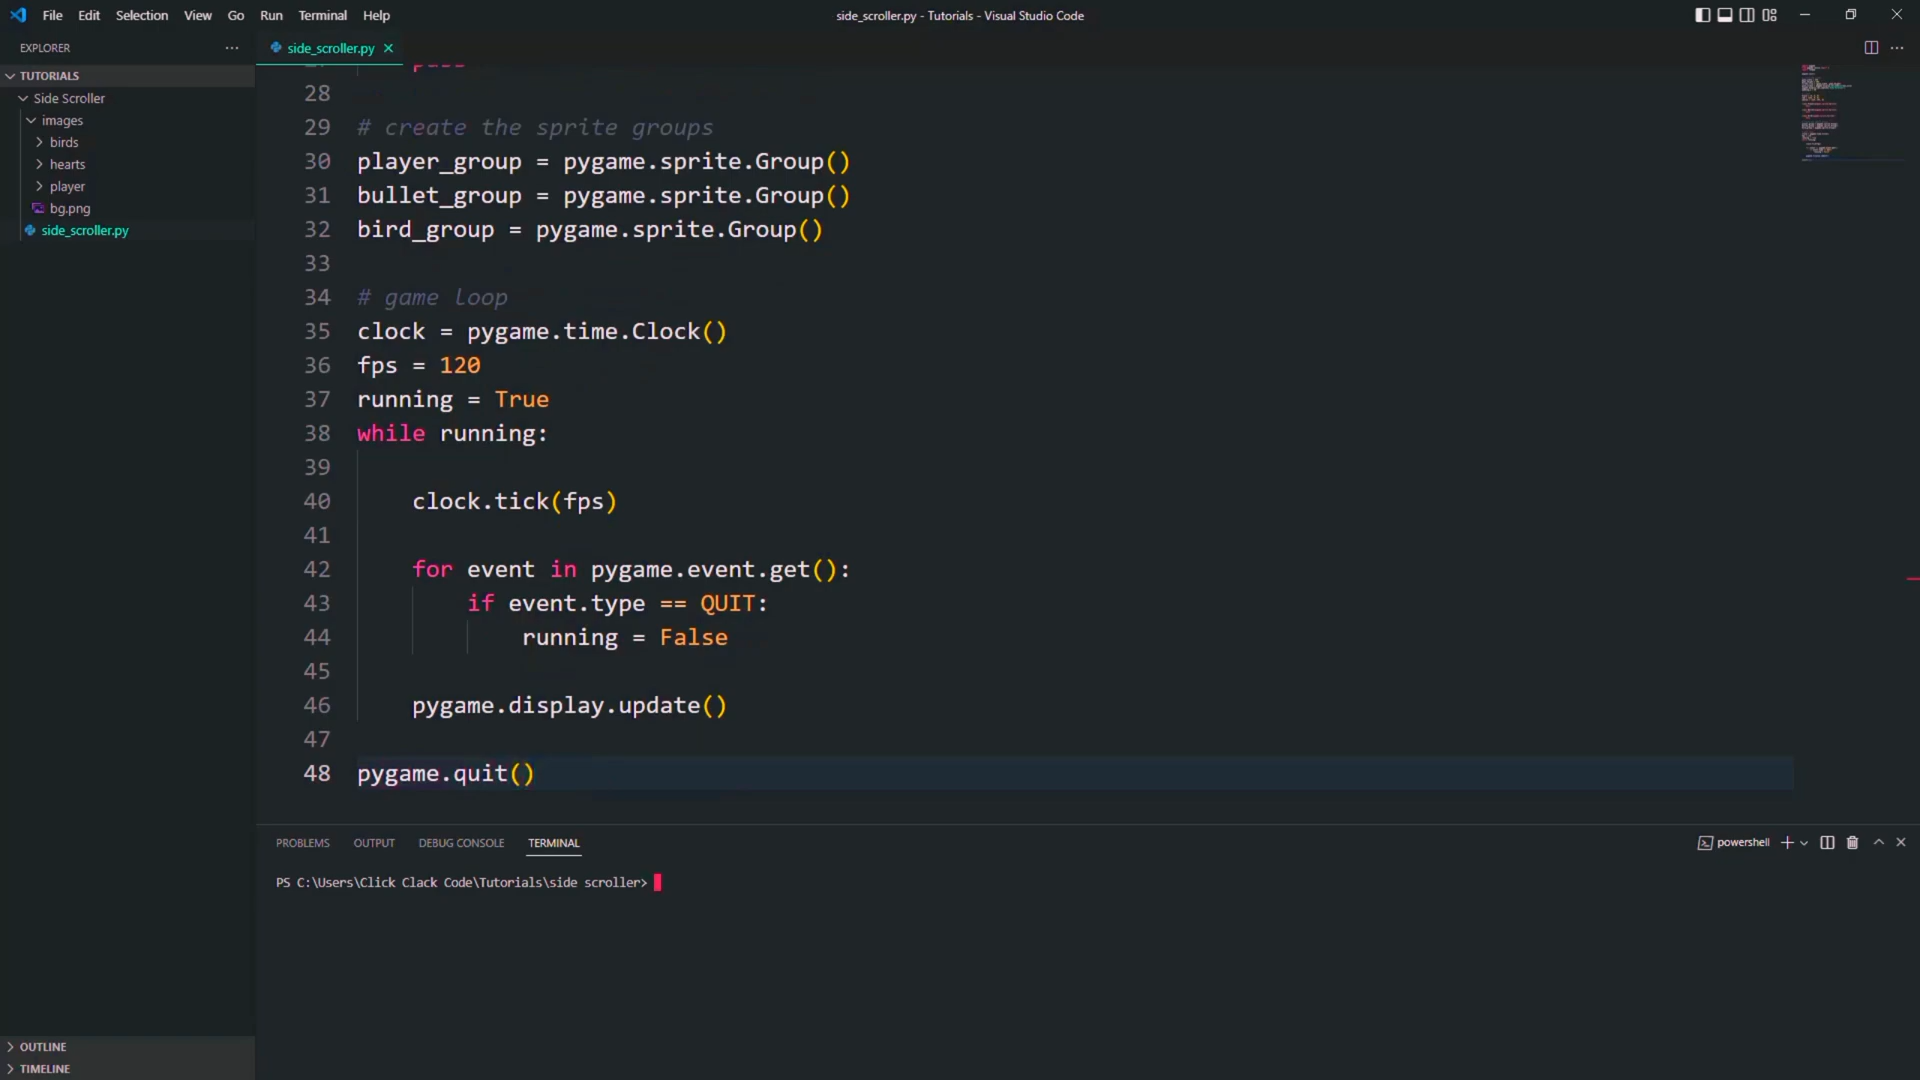 File Edit Selection View Go Run Terminal Help
side_scroller.py - Tutorials - Visual Studio Code
EXPLORER
TUTORIALS
Side Scroller
images
birds
hearts
player
bg.png
side_scroller.py
OUTLINE
TIMELINE
side_scroller.py
28
29 # create the sprite groups
30 player_group = pygame.sprite.Group()
31 bullet_group = pygame.sprite.Group()
32 bird_group = pygame.sprite.Group()
33
34 # game loop
35 clock = pygame.time.Clock()
36 fps = 120
37 running = True
38 while running:
39
40 clock.tick(fps)
41
42 for event in pygame.event.get():
43 if event.type == QUIT:
44 running = False
45
46 pygame.display.update()
47
48 pygame.quit()
PROBLEMS OUTPUT DEBUG CONSOLE TERMINAL
powershell
PS C:\Users\Click Clack Code\Tutorials\side scroller>